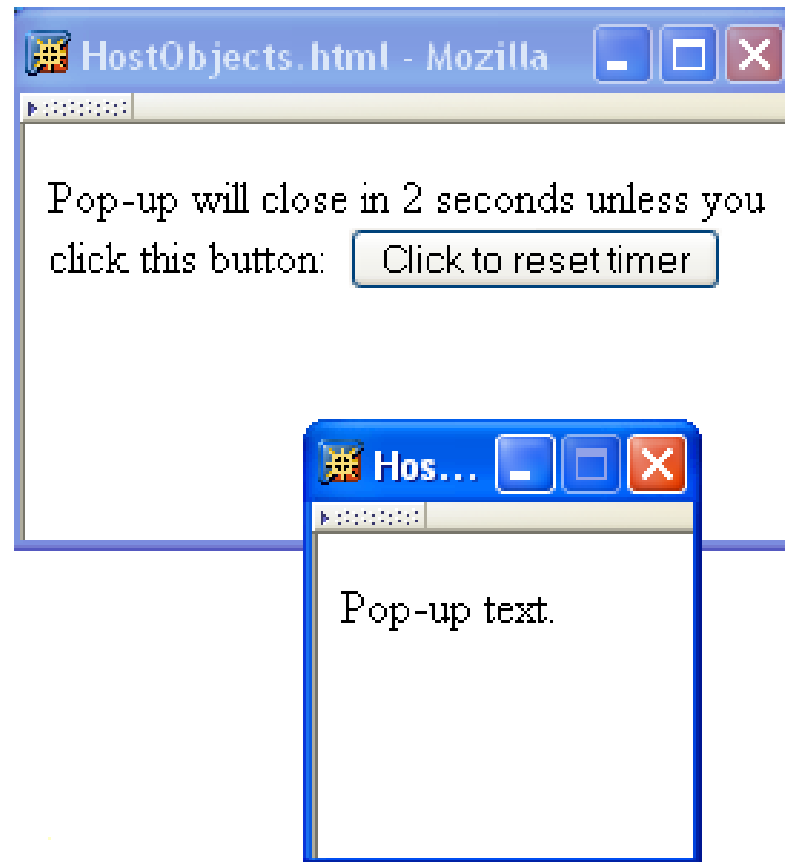 HostObjects.html - Mozilla
Pop-up will close in 2 seconds unless you
click this button: Click to reset timer
Hos...
Pop-up text.